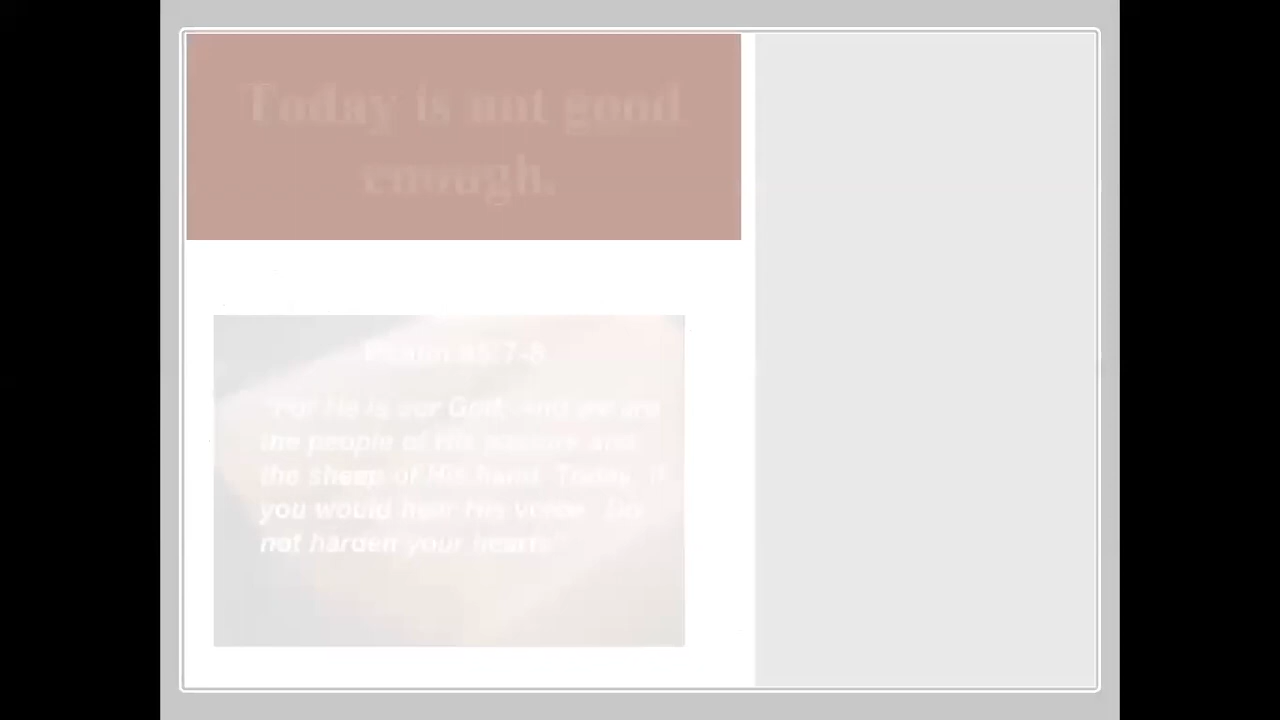 Today is not good
enough.
Psalm 95:7-8
"For He is our God, And we are
the people of His pasture and
the sheep of His hand. Today, if
you would hear His voice, Do
not harden your hearts"